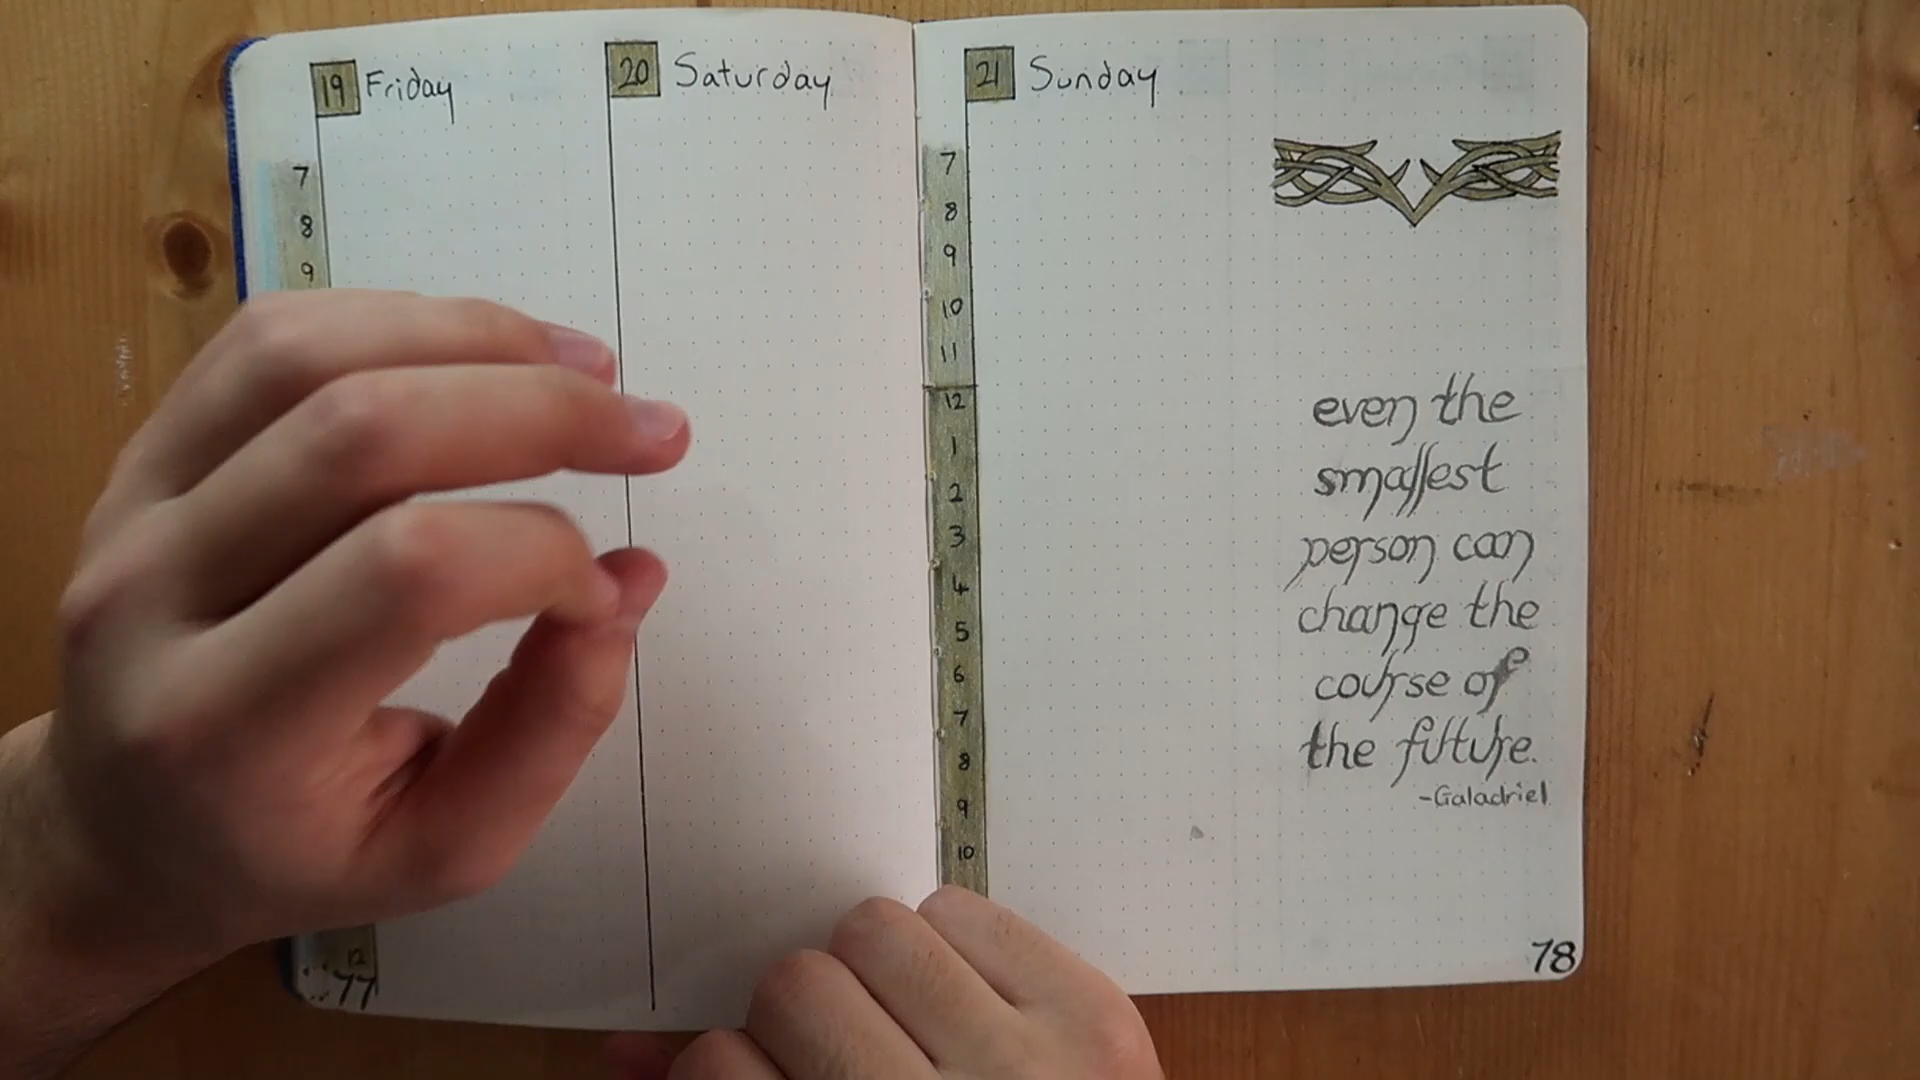 19 Friday
7
8
9
12
77
20 Saturday
21 Sunday
7
8
9
10
11
12
1
2
3
4
5
6
7
8
9
10
even the
smallest
person can
change the
course of
the future.
-Galadriel
78